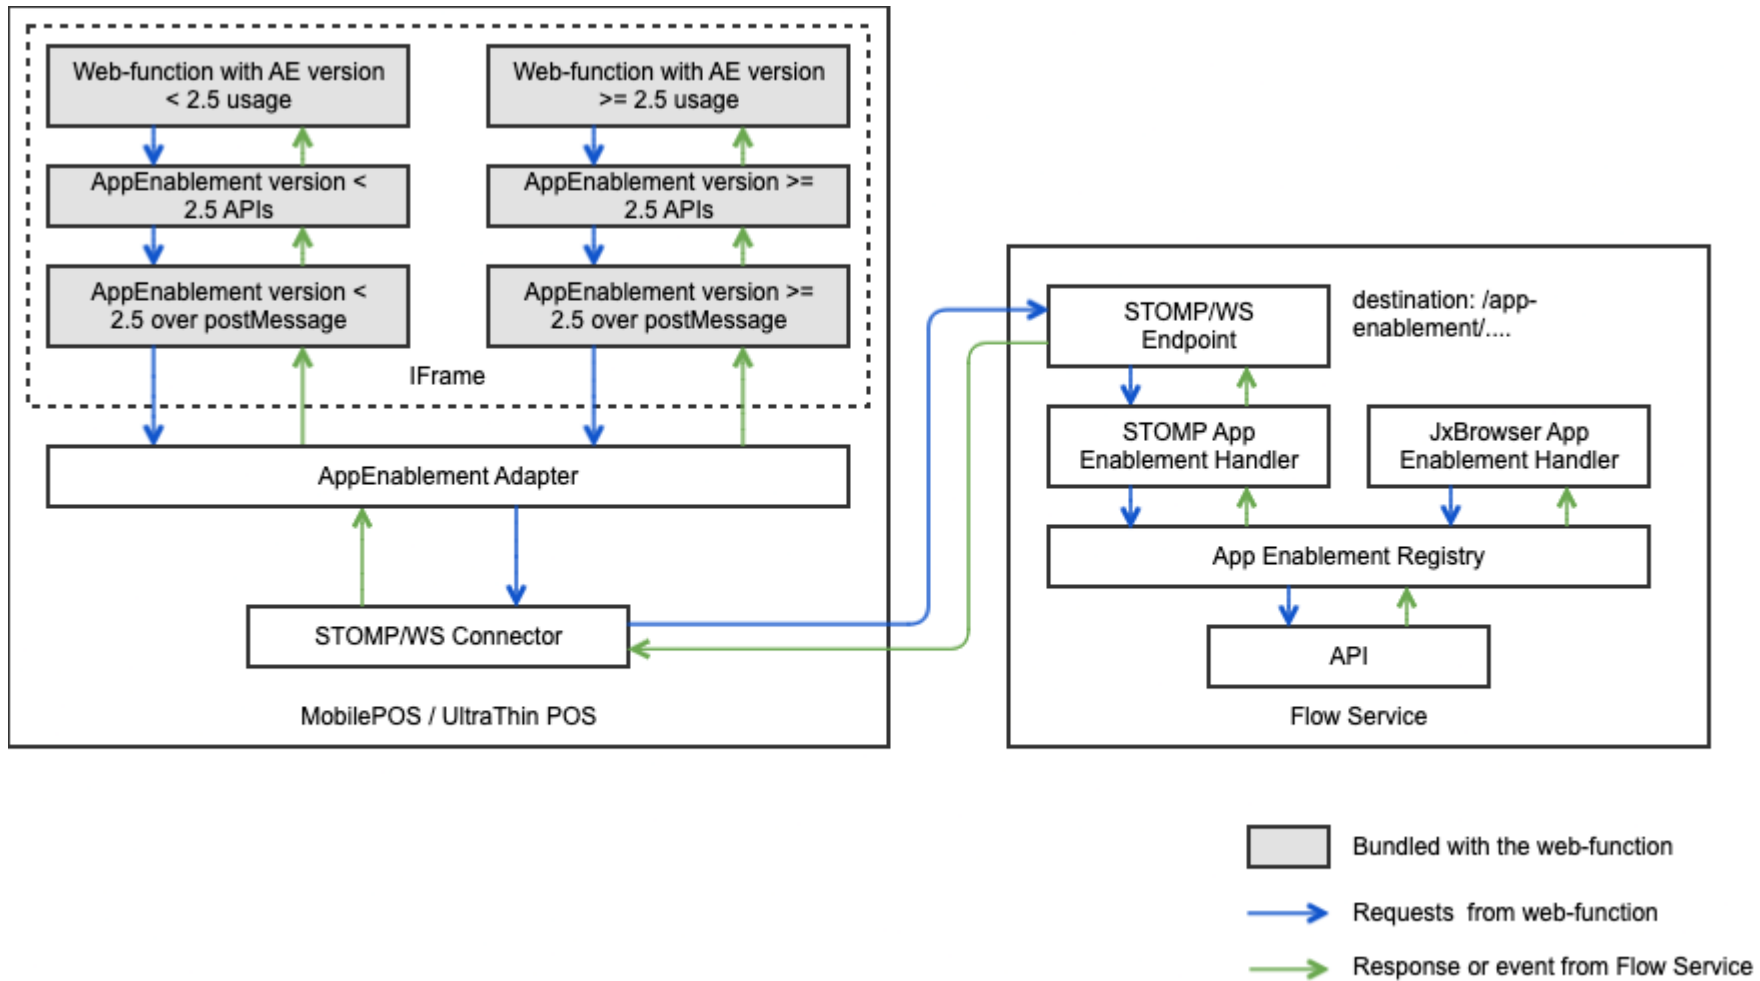 Web-function with AE version
< 2.5 usage
Web-function with AE version
>= 2.5 usage
AppEnablement version <
2.5 APIs
AppEnablement version >=
2.5 APIs
AppEnablement version <
2.5 over postMessage
AppEnablement version >=
2.5 over postMessage
IFrame
AppEnablement Adapter
STOMP/WS Connector
MobilePOS / UltraThin POS
STOMP/WS
Endpoint
destination: /app-
enablement/....
STOMP App
Enablement Handler
JxBrowser App
Enablement Handler
App Enablement Registry
API
Flow Service
Bundled with the web-function
Requests  from web-function
Response or event from Flow Service